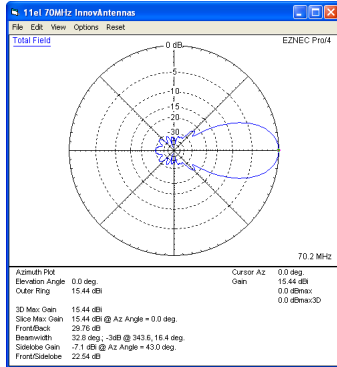 11el 70MHz InnovAntennas
File Edit View Options Reset
Total Field
EZNEC Pro/4
0 dB
-5
-10
-15
-20
-30
70.2 MHz
Azimuth Plot
Elevation Angle 0.0 deg.
Outer Ring 15.44 dBi
Cursor Az 0.0 deg.
Gain 15.44 dBi
0.0 dBmax
0.0 dBmax3D
3D Max Gain 15.44 dBi
Slice Max Gain 15.44 dBi @ Az Angle = 0.0 deg.
Front/Back 29.76 dB
Beamwidth 32.8 deg.; -3dB @ 343.6, 16.4 deg.
Sidelobe Gain -7.1 dBi @ Az Angle = 43.0 deg.
Front/Sidelobe 22.54 dB